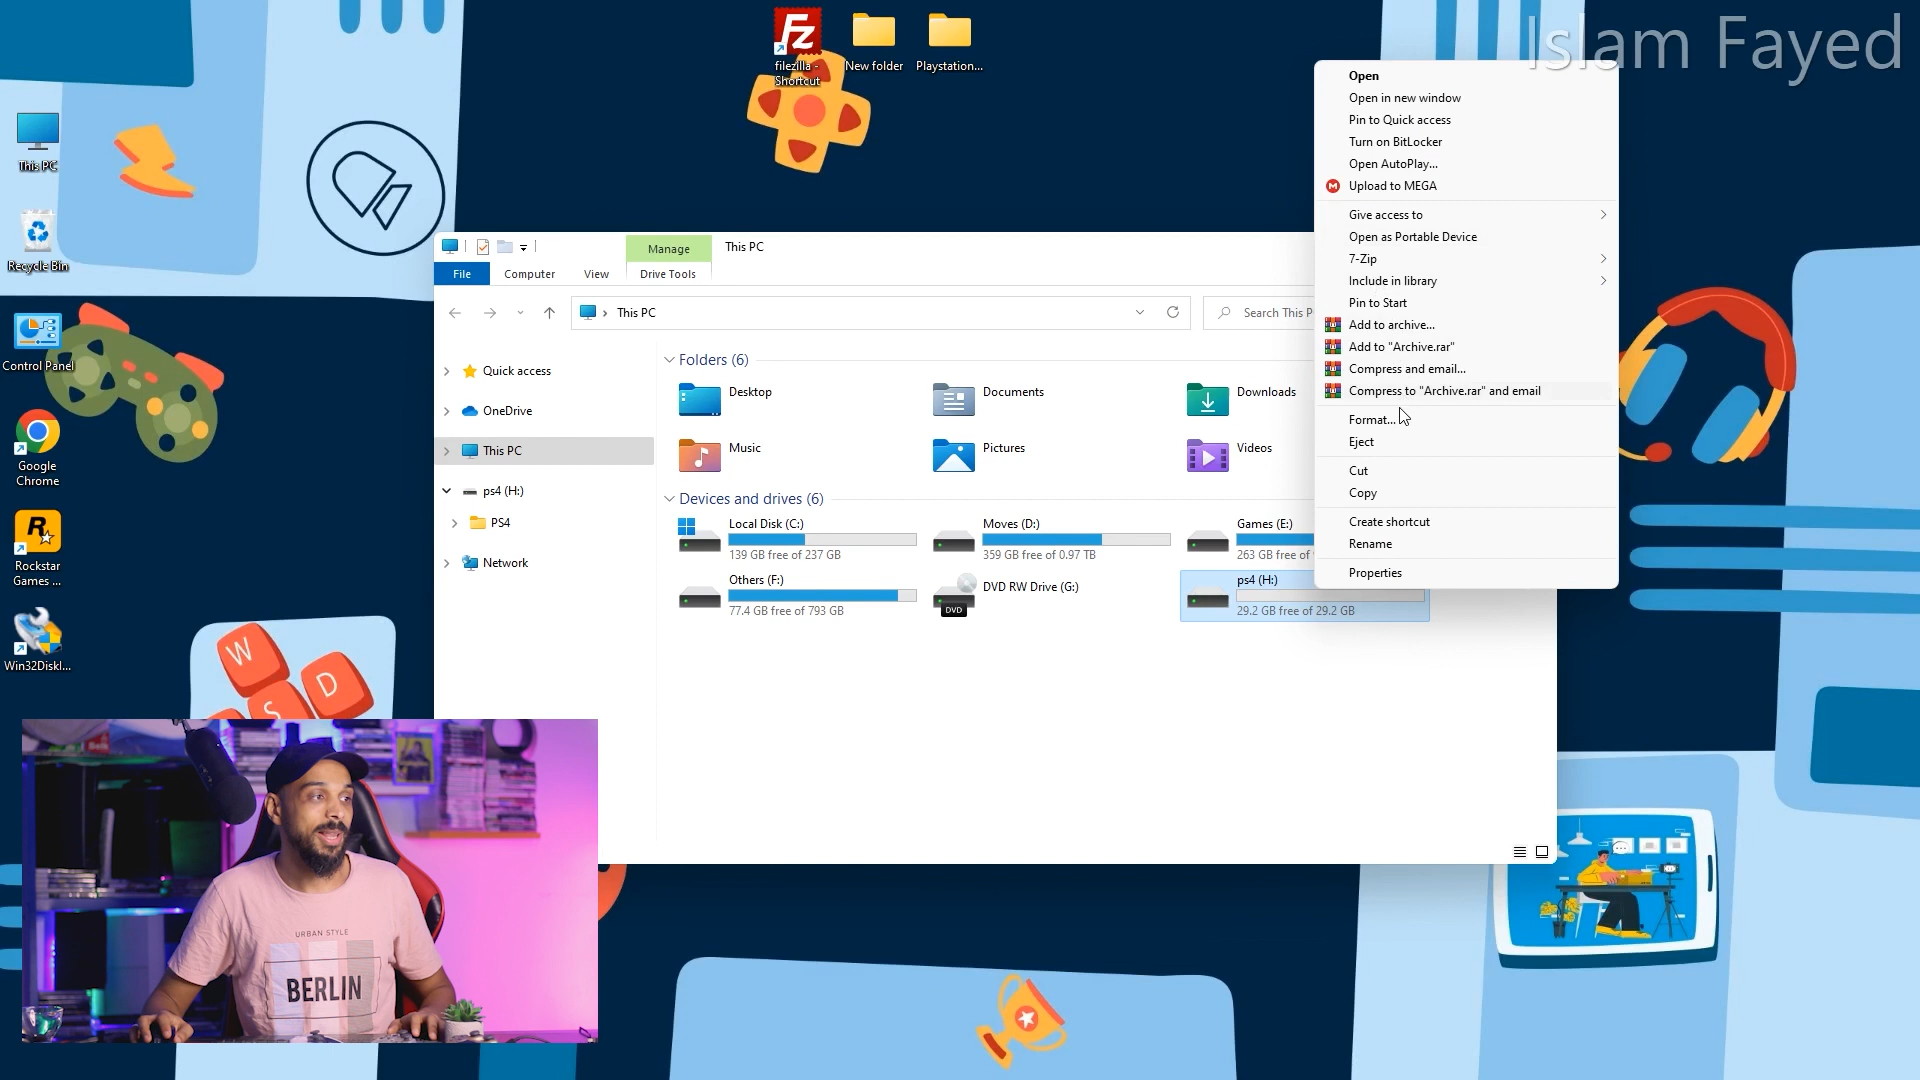 Islam Fayed
filezilla -
Shortcut
New folder
Playstation...
This PC
Recycle Bin
Control Panel
Google
Chrome
Rockstar
Games ...
Win32DiskI...
Manage
This PC
File
Computer
View
Drive Tools
This PC
Search This P
Quick access
OneDrive
This PC
ps4 (H:)
PS4
Network
Folders (6)
Desktop
Documents
Downloads
Music
Pictures
Videos
Devices and drives (6)
Local Disk (C:)
139 GB free of 237 GB
Moves (D:)
359 GB free of 0.97 TB
Games (E:)
263 GB free of
Others (F:)
77.4 GB free of 793 GB
DVD RW Drive (G:)
DVD
ps4 (H:)
29.2 GB free of 29.2 GB
Open
Open in new window
Pin to Quick access
Turn on BitLocker
Open AutoPlay...
Upload to MEGA
Give access to
Open as Portable Device
7-Zip
Include in library
Pin to Start
Add to archive...
Add to "Archive.rar"
Compress and email...
Compress to "Archive.rar" and email
Format...
Eject
Cut
Copy
Create shortcut
Rename
Properties
W
D
S
URBAN STYLE
BERLIN